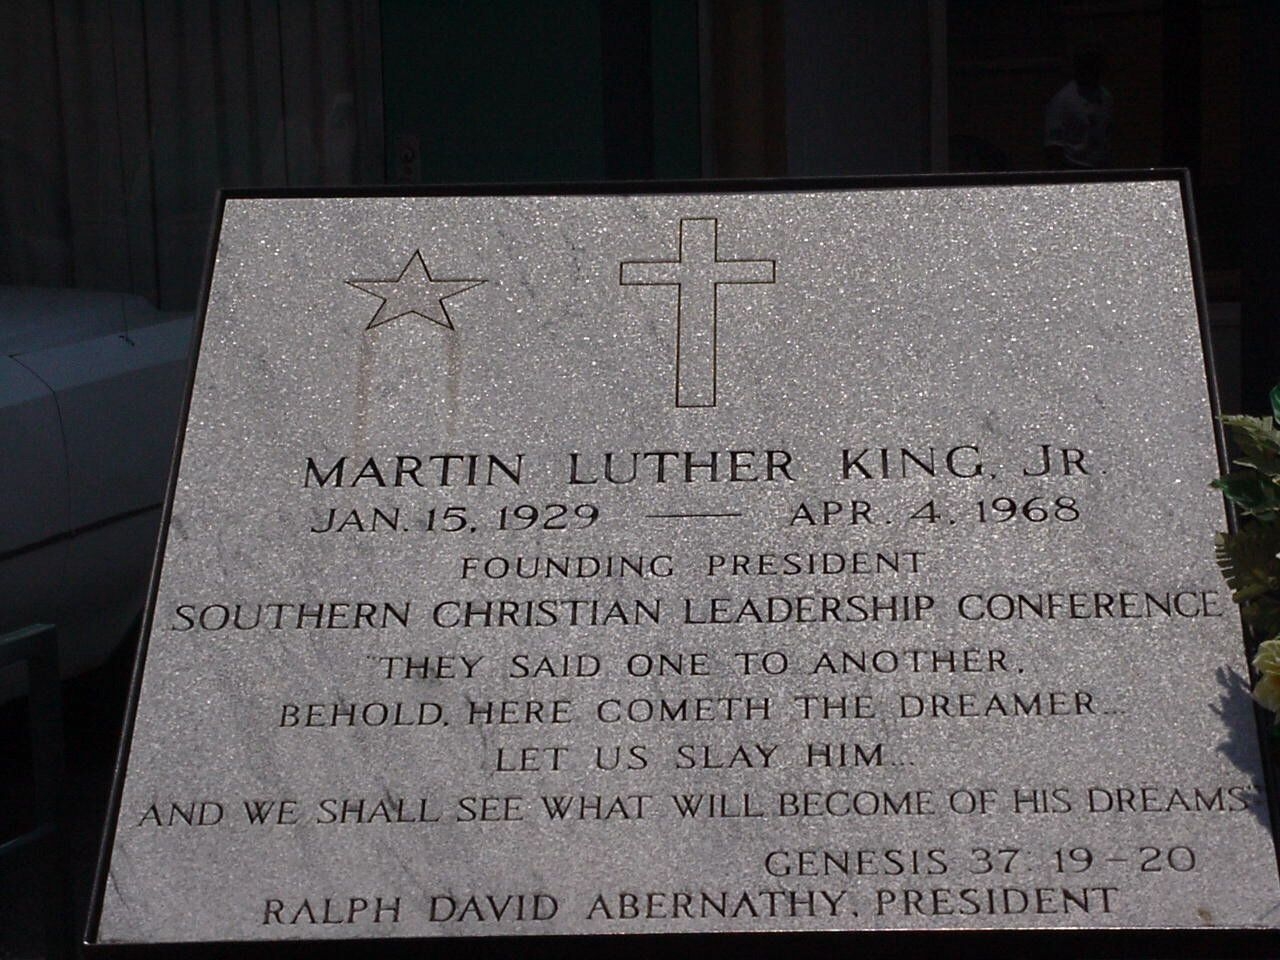 MARTIN LUTHER KING, JR.
JAN. 15, 1929 — APR. 4, 1968
FOUNDING PRESIDENT
SOUTHERN CHRISTIAN LEADERSHIP CONFERENCE
"THEY SAID ONE TO ANOTHER,
BEHOLD, HERE COMETH THE DREAMER...
LET US SLAY HIM...
AND WE SHALL SEE WHAT WILL BECOME OF HIS DREAMS"
GENESIS 37: 19-20
RALPH DAVID ABERNATHY, PRESIDENT